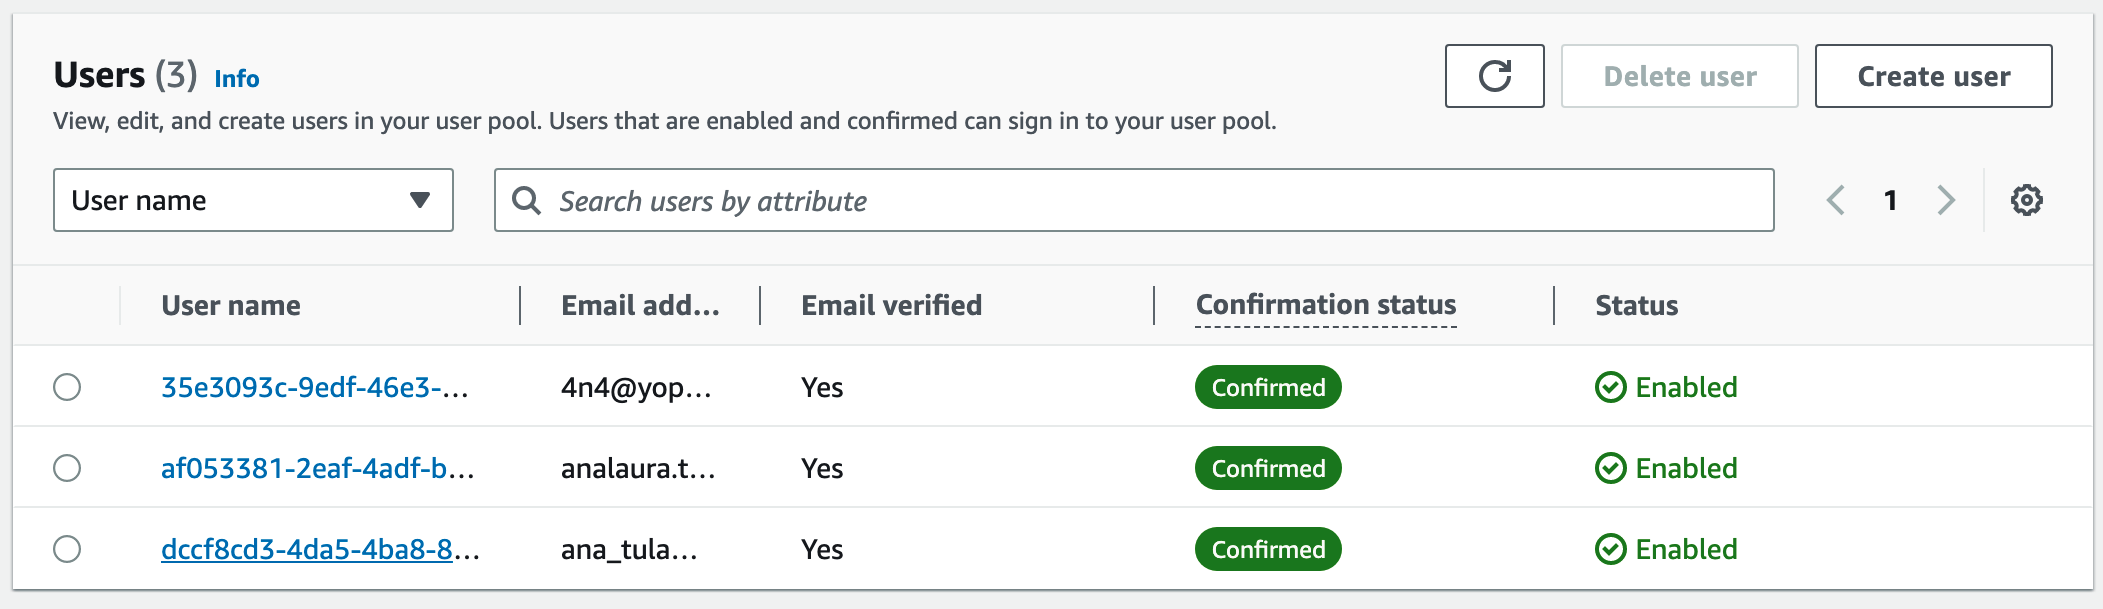 Users (3) Info
Delete user
Create user
View, edit, and create users in your user pool. Users that are enabled and confirmed can sign in to your user pool.
User name
Search users by attribute
1
User name Email add... Email verified Confirmation status Status
35e3093c-9edf-46e3-... 4n4@yop... Yes Confirmed Enabled
af053381-2eaf-4adf-b... analaura.t... Yes Confirmed Enabled
dccf8cd3-4da5-4ba8-8... ana_tula... Yes Confirmed Enabled